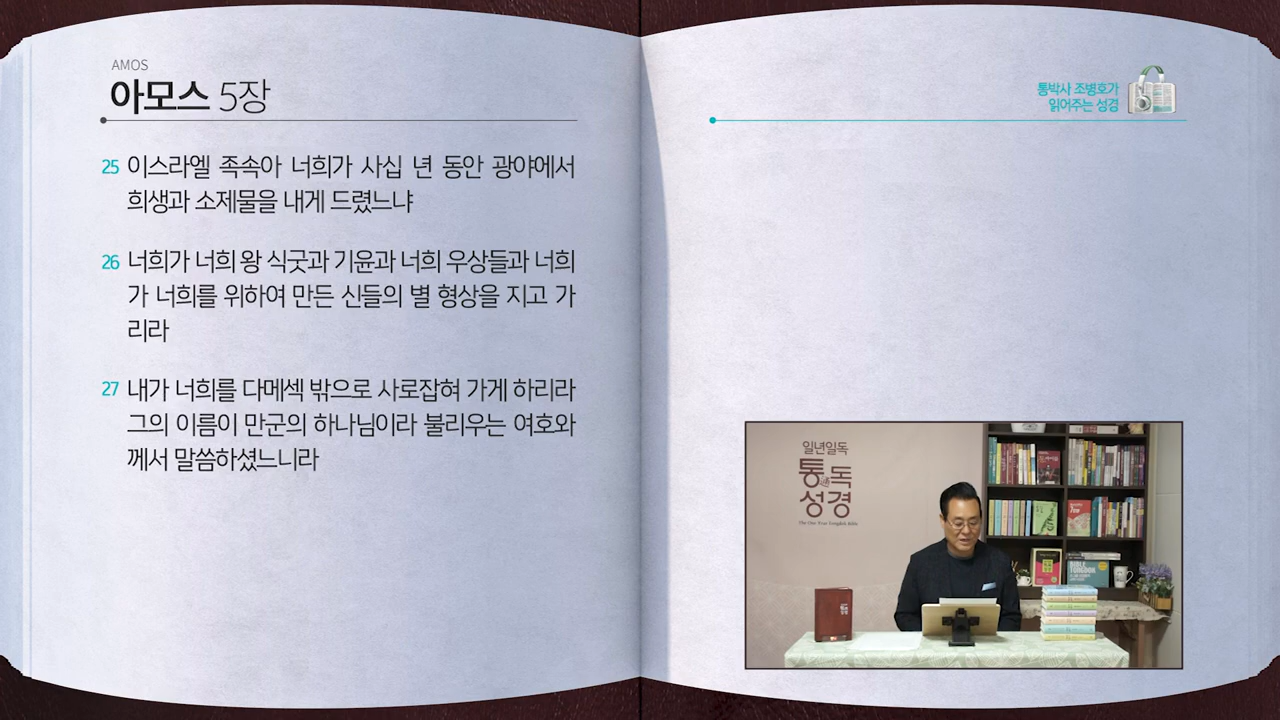 AMOS
아모스 5장
25 이스라엘 족속아 너희가 사십 년 동안 광야에서
희생과 소제물을 내게 드렸느냐
26 너희가 너희 왕 식굿과 기윤과 너희 우상들과 너희
가 너희를 위하여 만든 신들의 별 형상을 지고 가
리라
27 내가 너희를 다메섹 밖으로 사로잡혀 가게 하리라
그의 이름이 만군의 하나님이라 불리우는 여호와
께서 말씀하셨느니라
통박사 조병호가
읽어주는 성경
일년일독
통독
성경
The One Year Tongdok Bible
BIBLE
TONGDOK